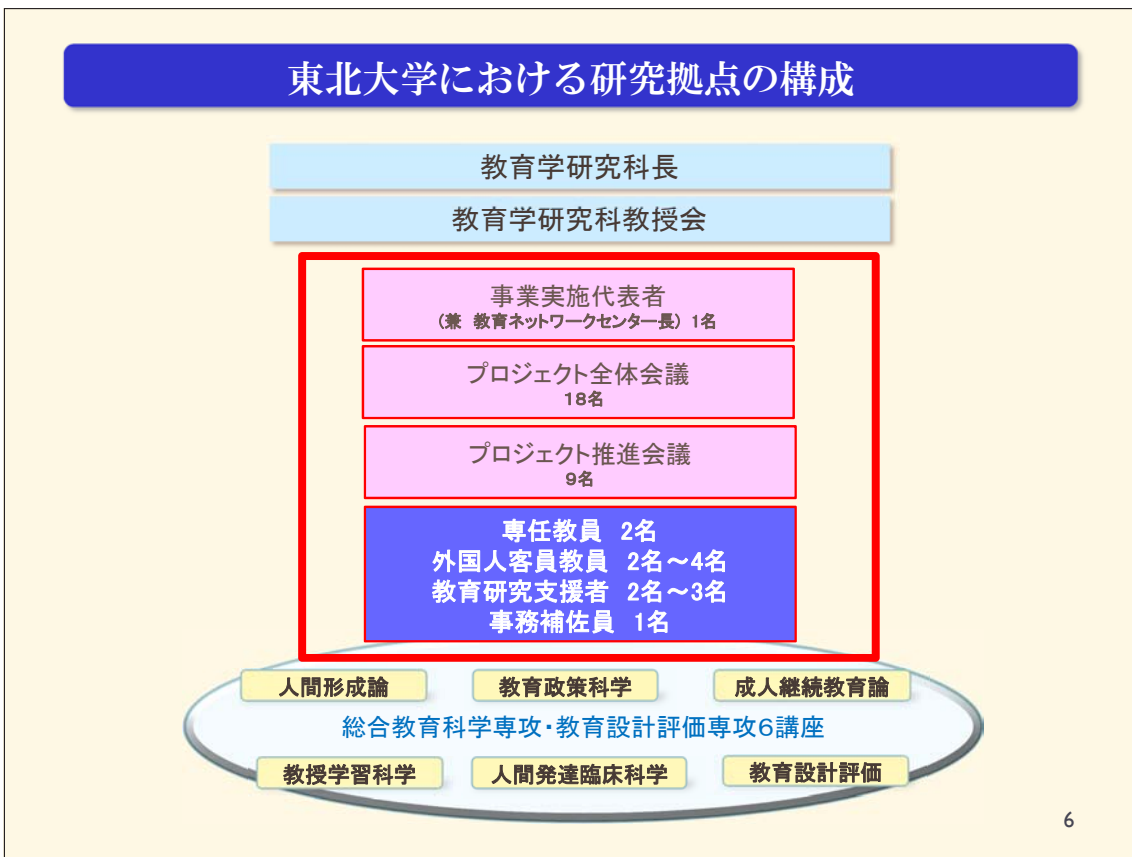 東北大学における研究拠点の構成
教育学研究科長
教育学研究科教授会
事業実施代表者
(兼 教育ネットワークセンター長) 1名
プロジェクト全体会議
18名
プロジェクト推進会議
9名
専任教員 2名
外国人客員教員 2名～4名
教育研究支援者 2名～3名
事務補佐員 1名
人間形成論 教育政策科学 成人継続教育論
総合教育科学専攻・教育設計評価専攻6講座
教授学習科学 人間発達臨床科学 教育設計評価
6